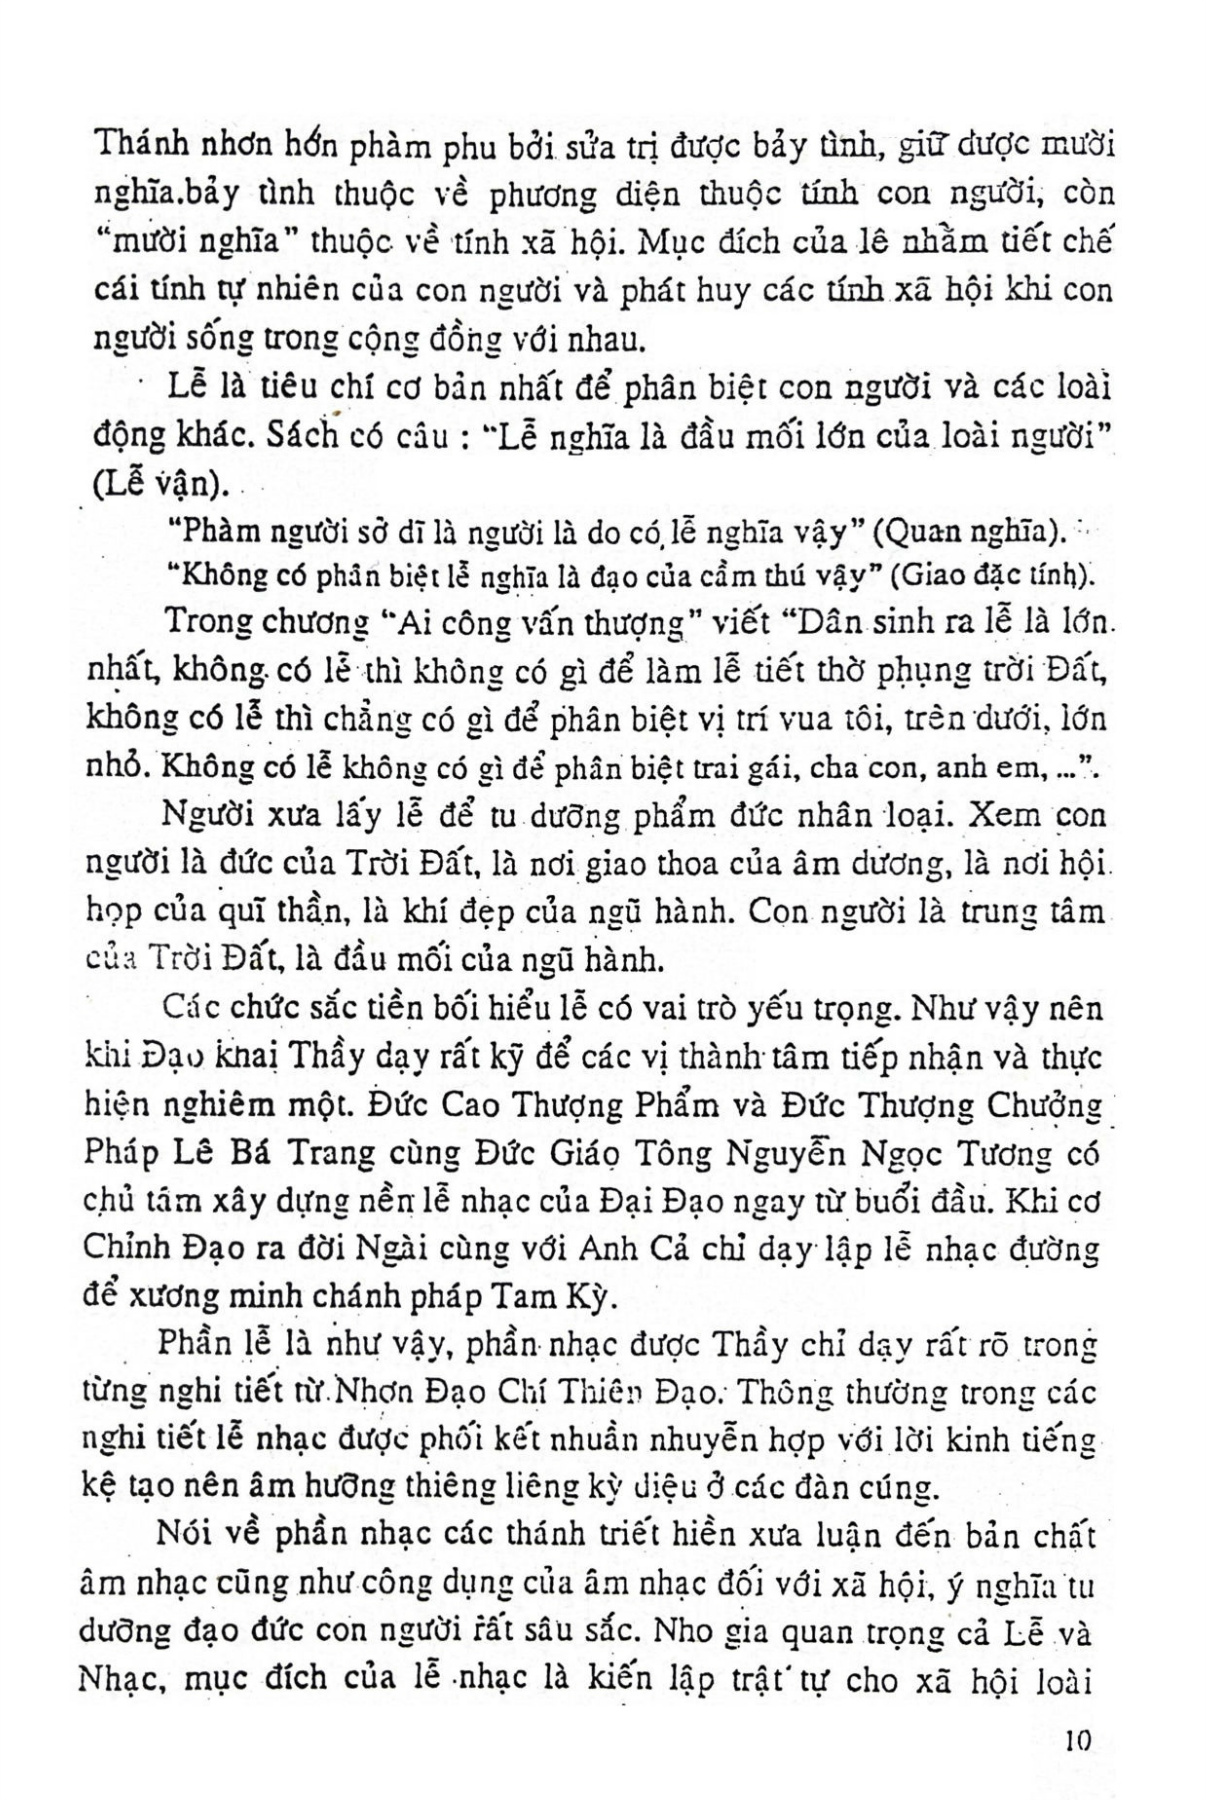 Thánh nhơn hớn phàm phu bởi sửa trị được bảy tình, giữ được mười
nghĩa.bảy tình thuộc về phương diện thuộc tính con người, còn
“mười nghĩa” thuộc về tính xã hội. Mục đích của lê nhằm tiết chế
cái tính tự nhiên của con người và phát huy các tính xã hội khi con
người sống trong cộng đồng với nhau.
Lễ là tiêu chí cơ bản nhất để phân biệt con người và các loài
động khác. Sách có câu : “Lễ nghĩa là đầu mối lớn của loài người”
(Lễ vận).
“Phàm người sở dĩ là người là do có lễ nghĩa vậy” (Quan nghĩa).
“Không có phân biệt lễ nghĩa là đạo của cầm thú vậy” (Giao đặc tính).
Trong chương “Ai công vấn thượng” viết “Dân sinh ra lễ là lớn
nhất, không có lễ thì không có gì để làm lễ tiết thờ phụng trời Đất,
không có lễ thì chẳng có gì để phân biệt vị trí vua tôi, trên dưới, lớn
nhỏ. Không có lễ không có gì để phân biệt trai gái, cha con, anh em, ...”.
Người xưa lấy lễ để tu dưỡng phẩm đức nhân loại. Xem con
người là đức của Trời Đất, là nơi giao thoa của âm dương, là nơi hội
họp của quĩ thần, là khí đẹp của ngũ hành. Con người là trung tâm
của Trời Đất, là đầu mối của ngũ hành.
Các chức sắc tiền bối hiểu lễ có vai trò yếu trọng. Như vậy nên
khi Đạo khai Thầy dạy rất kỹ để các vị thành tâm tiếp nhận và thực
hiện nghiêm một. Đức Cao Thượng Phẩm và Đức Thượng Chưởng
Pháp Lê Bá Trang cùng Đức Giáo Tông Nguyễn Ngọc Tương có
chủ tâm xây dựng nền lễ nhạc của Đại Đạo ngay từ buổi đầu. Khi cơ
Chỉnh Đạo ra đời Ngài cùng với Anh Cả chỉ dạy lập lễ nhạc đường
để xương minh chánh pháp Tam Kỳ.
Phần lễ là như vậy, phần nhạc được Thầy chỉ dạy rất rõ trong
từng nghi tiết từ Nhơn Đạo Chí Thiên Đạo. Thông thường trong các
nghi tiết lễ nhạc được phối kết nhuần nhuyễn hợp với lời kinh tiếng
kệ tạo nên âm hưỡng thiêng liêng kỳ diệu ở các đàn cúng.
Nói về phần nhạc các thánh triết hiền xưa luận đến bản chất
âm nhạc cũng như công dụng của âm nhạc đối với xã hội, ý nghĩa tu
dưỡng đạo đức con người rất sâu sắc. Nho gia quan trọng cả Lễ và
Nhạc, mục đích của lễ nhạc là kiến lập trật tự cho xã hội loài
10